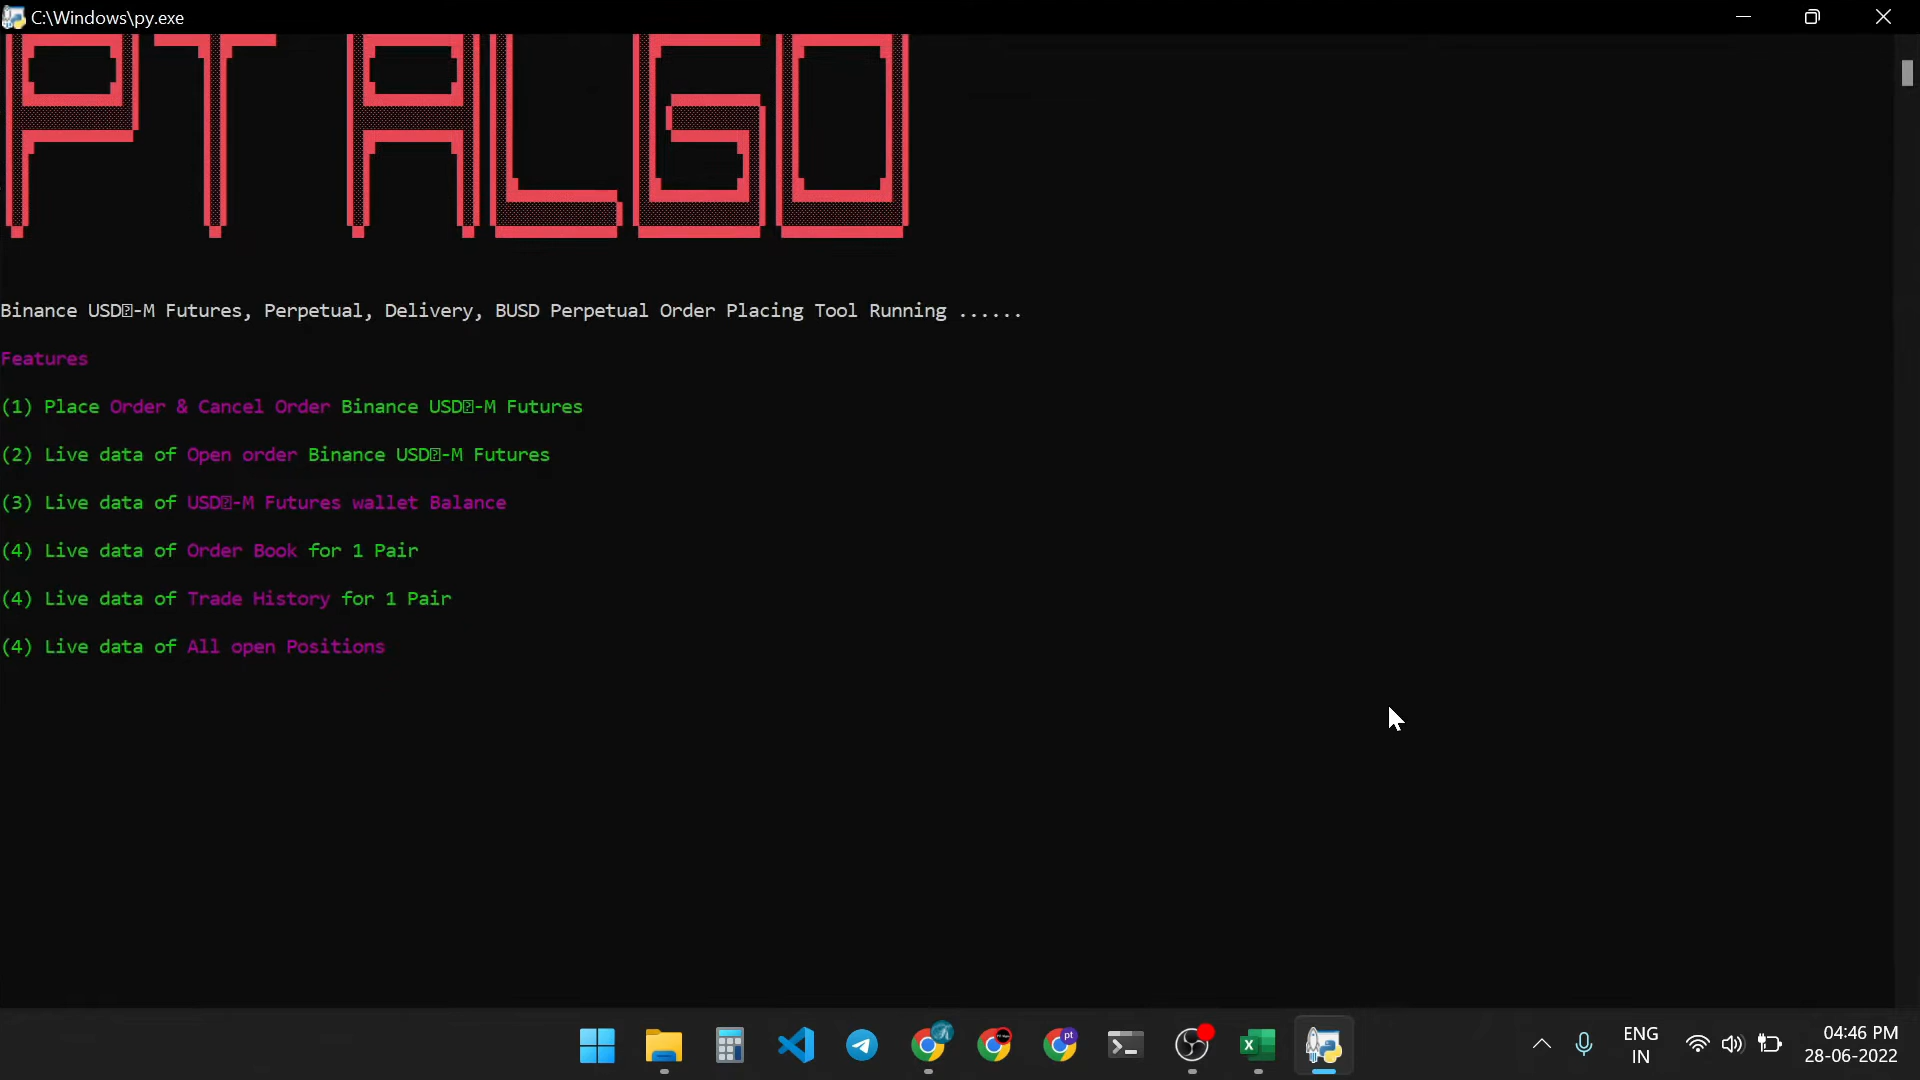 C:\Windows\py.exe
PT ALGO
Binance USD⍰-M Futures, Perpetual, Delivery, BUSD Perpetual Order Placing Tool Running ......
Features
(1) Place Order & Cancel Order Binance USD⍰-M Futures
(2) Live data of Open order Binance USD⍰-M Futures
(3) Live data of USD⍰-M Futures wallet Balance
(4) Live data of Order Book for 1 Pair
(4) Live data of Trade History for 1 Pair
(4) Live data of All open Positions
pt
ENG
IN
04:46 PM
28-06-2022